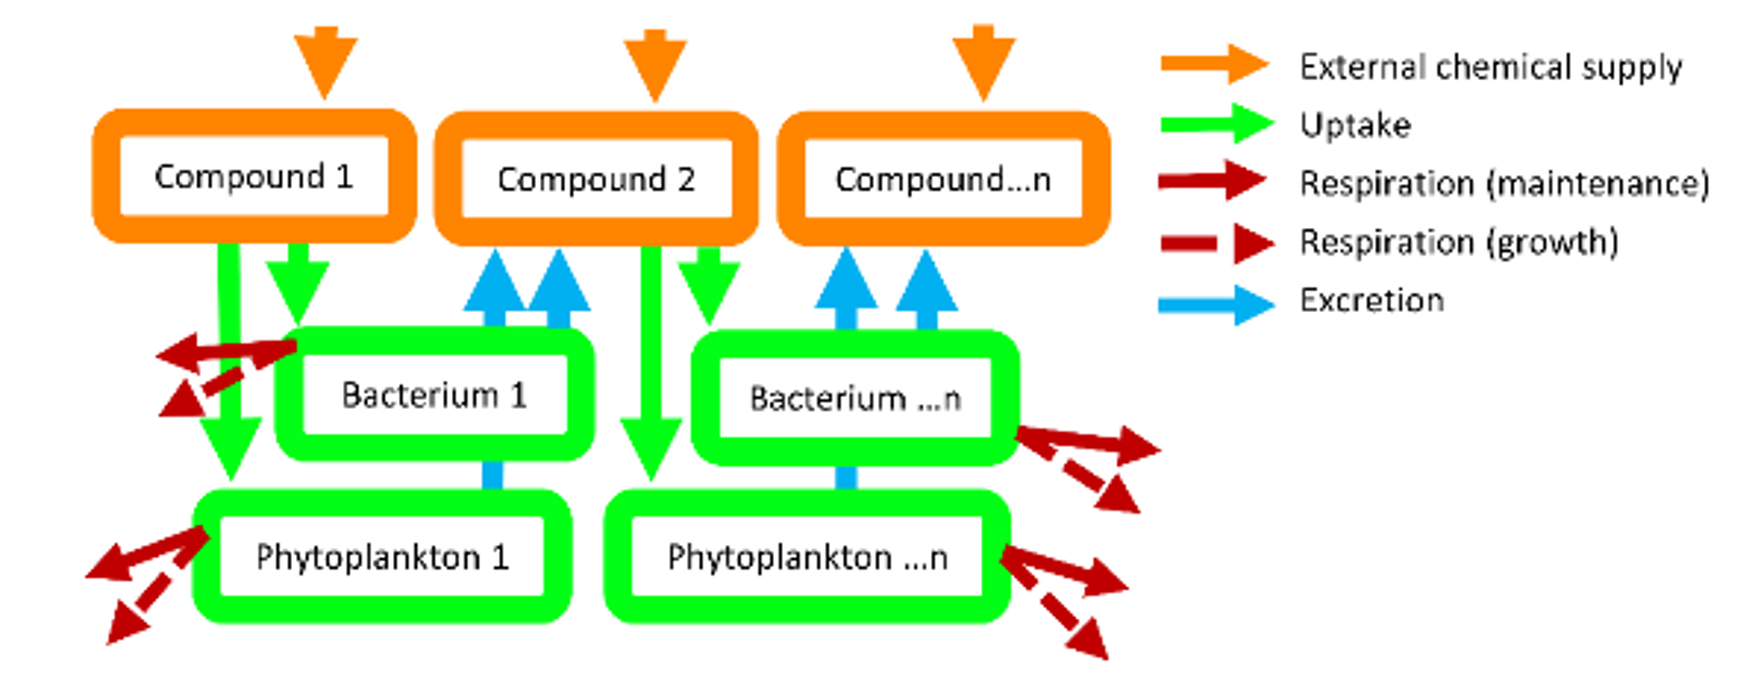 Compound 1
Compound 2
Compound...n
External chemical supply
Uptake
Respiration (maintenance)
Respiration (growth)
Excretion
Bacterium 1
Bacterium ...n
Phytoplankton 1
Phytoplankton ...n